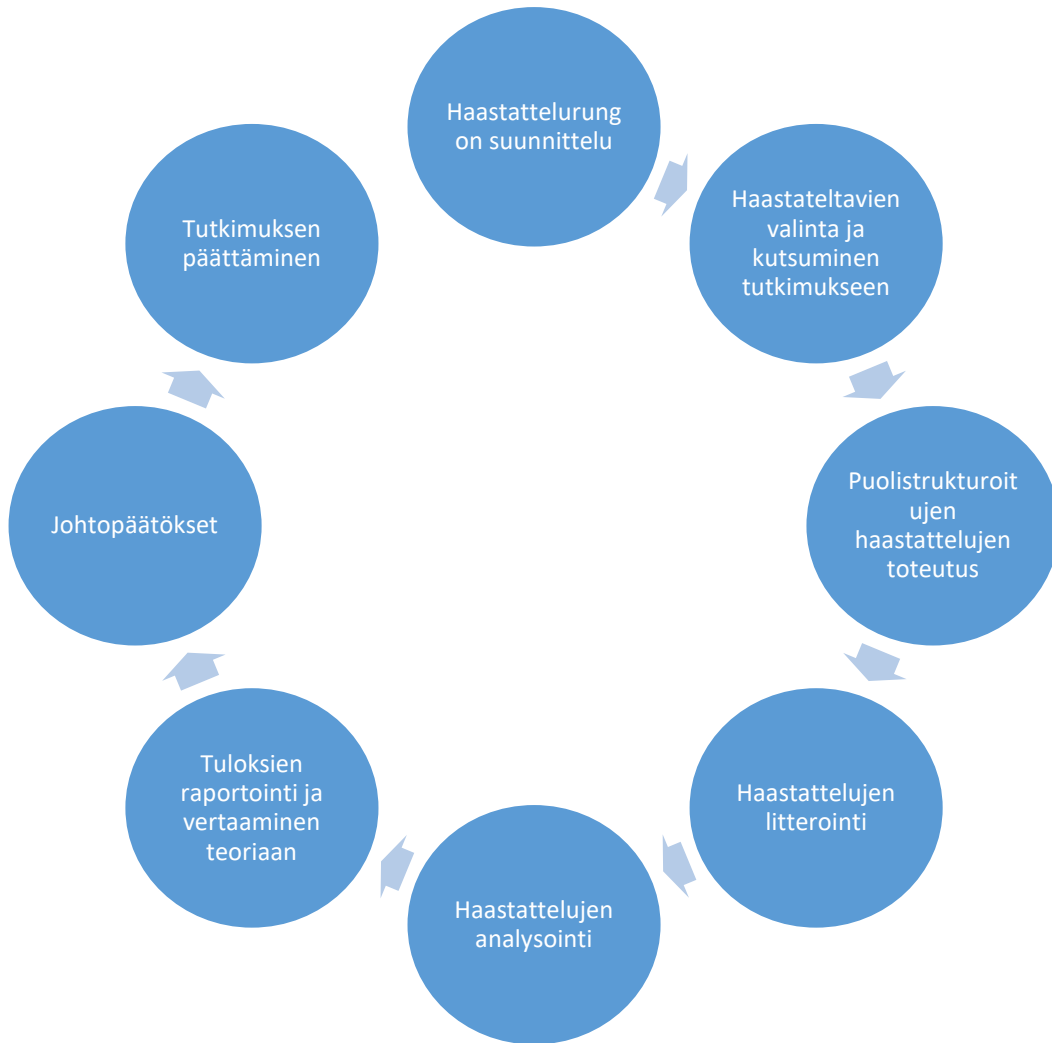 Haastattelurung
on suunnittelu
Haastateltavien
valinta ja
kutsuminen
tutkimukseen
Puolistrukturoit
ujen
haastattelujen
toteutus
Haastattelujen
litterointi
Haastattelujen
analysointi
Tuloksien
raportointi ja
vertaaminen
teoriaan
Johtopäätökset
Tutkimuksen
päättäminen